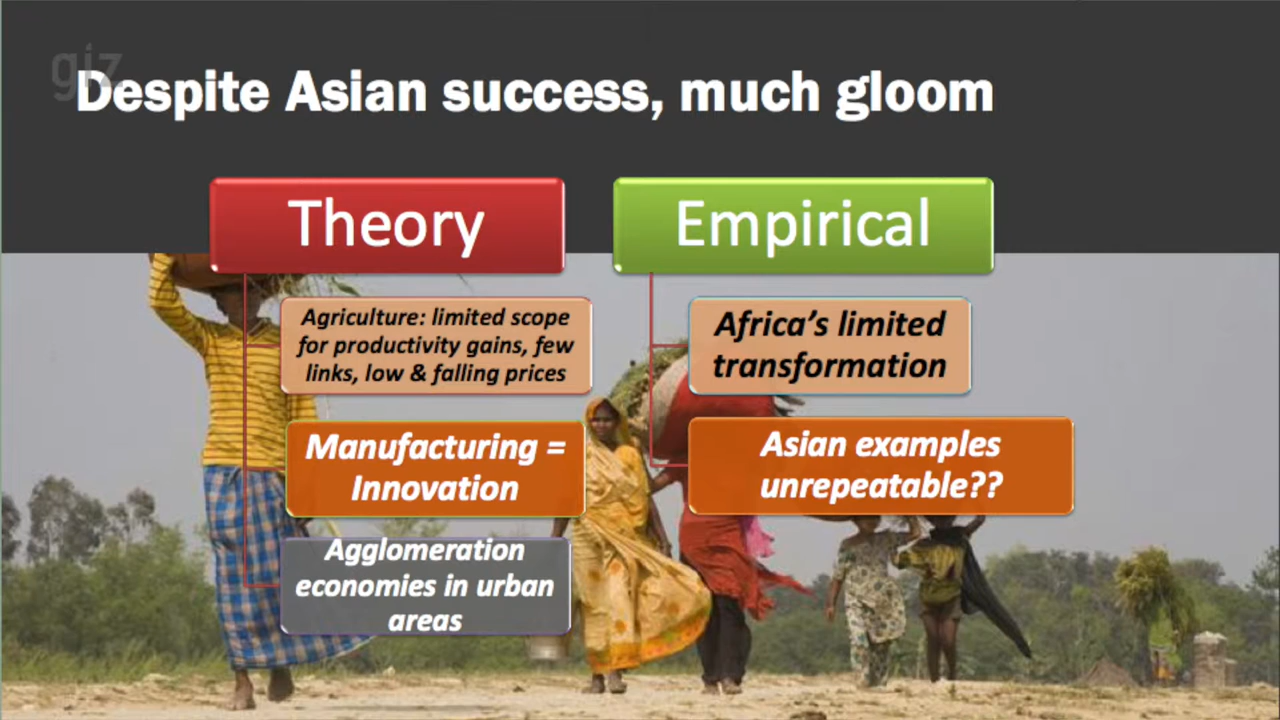 giz
Despite Asian success, much gloom
Theory
Agriculture: limited scope
for productivity gains, few
links, low & falling prices
Manufacturing =
Innovation
Agglomeration
economies in urban
areas
Empirical
Africa's limited
transformation
Asian examples
unrepeatable??